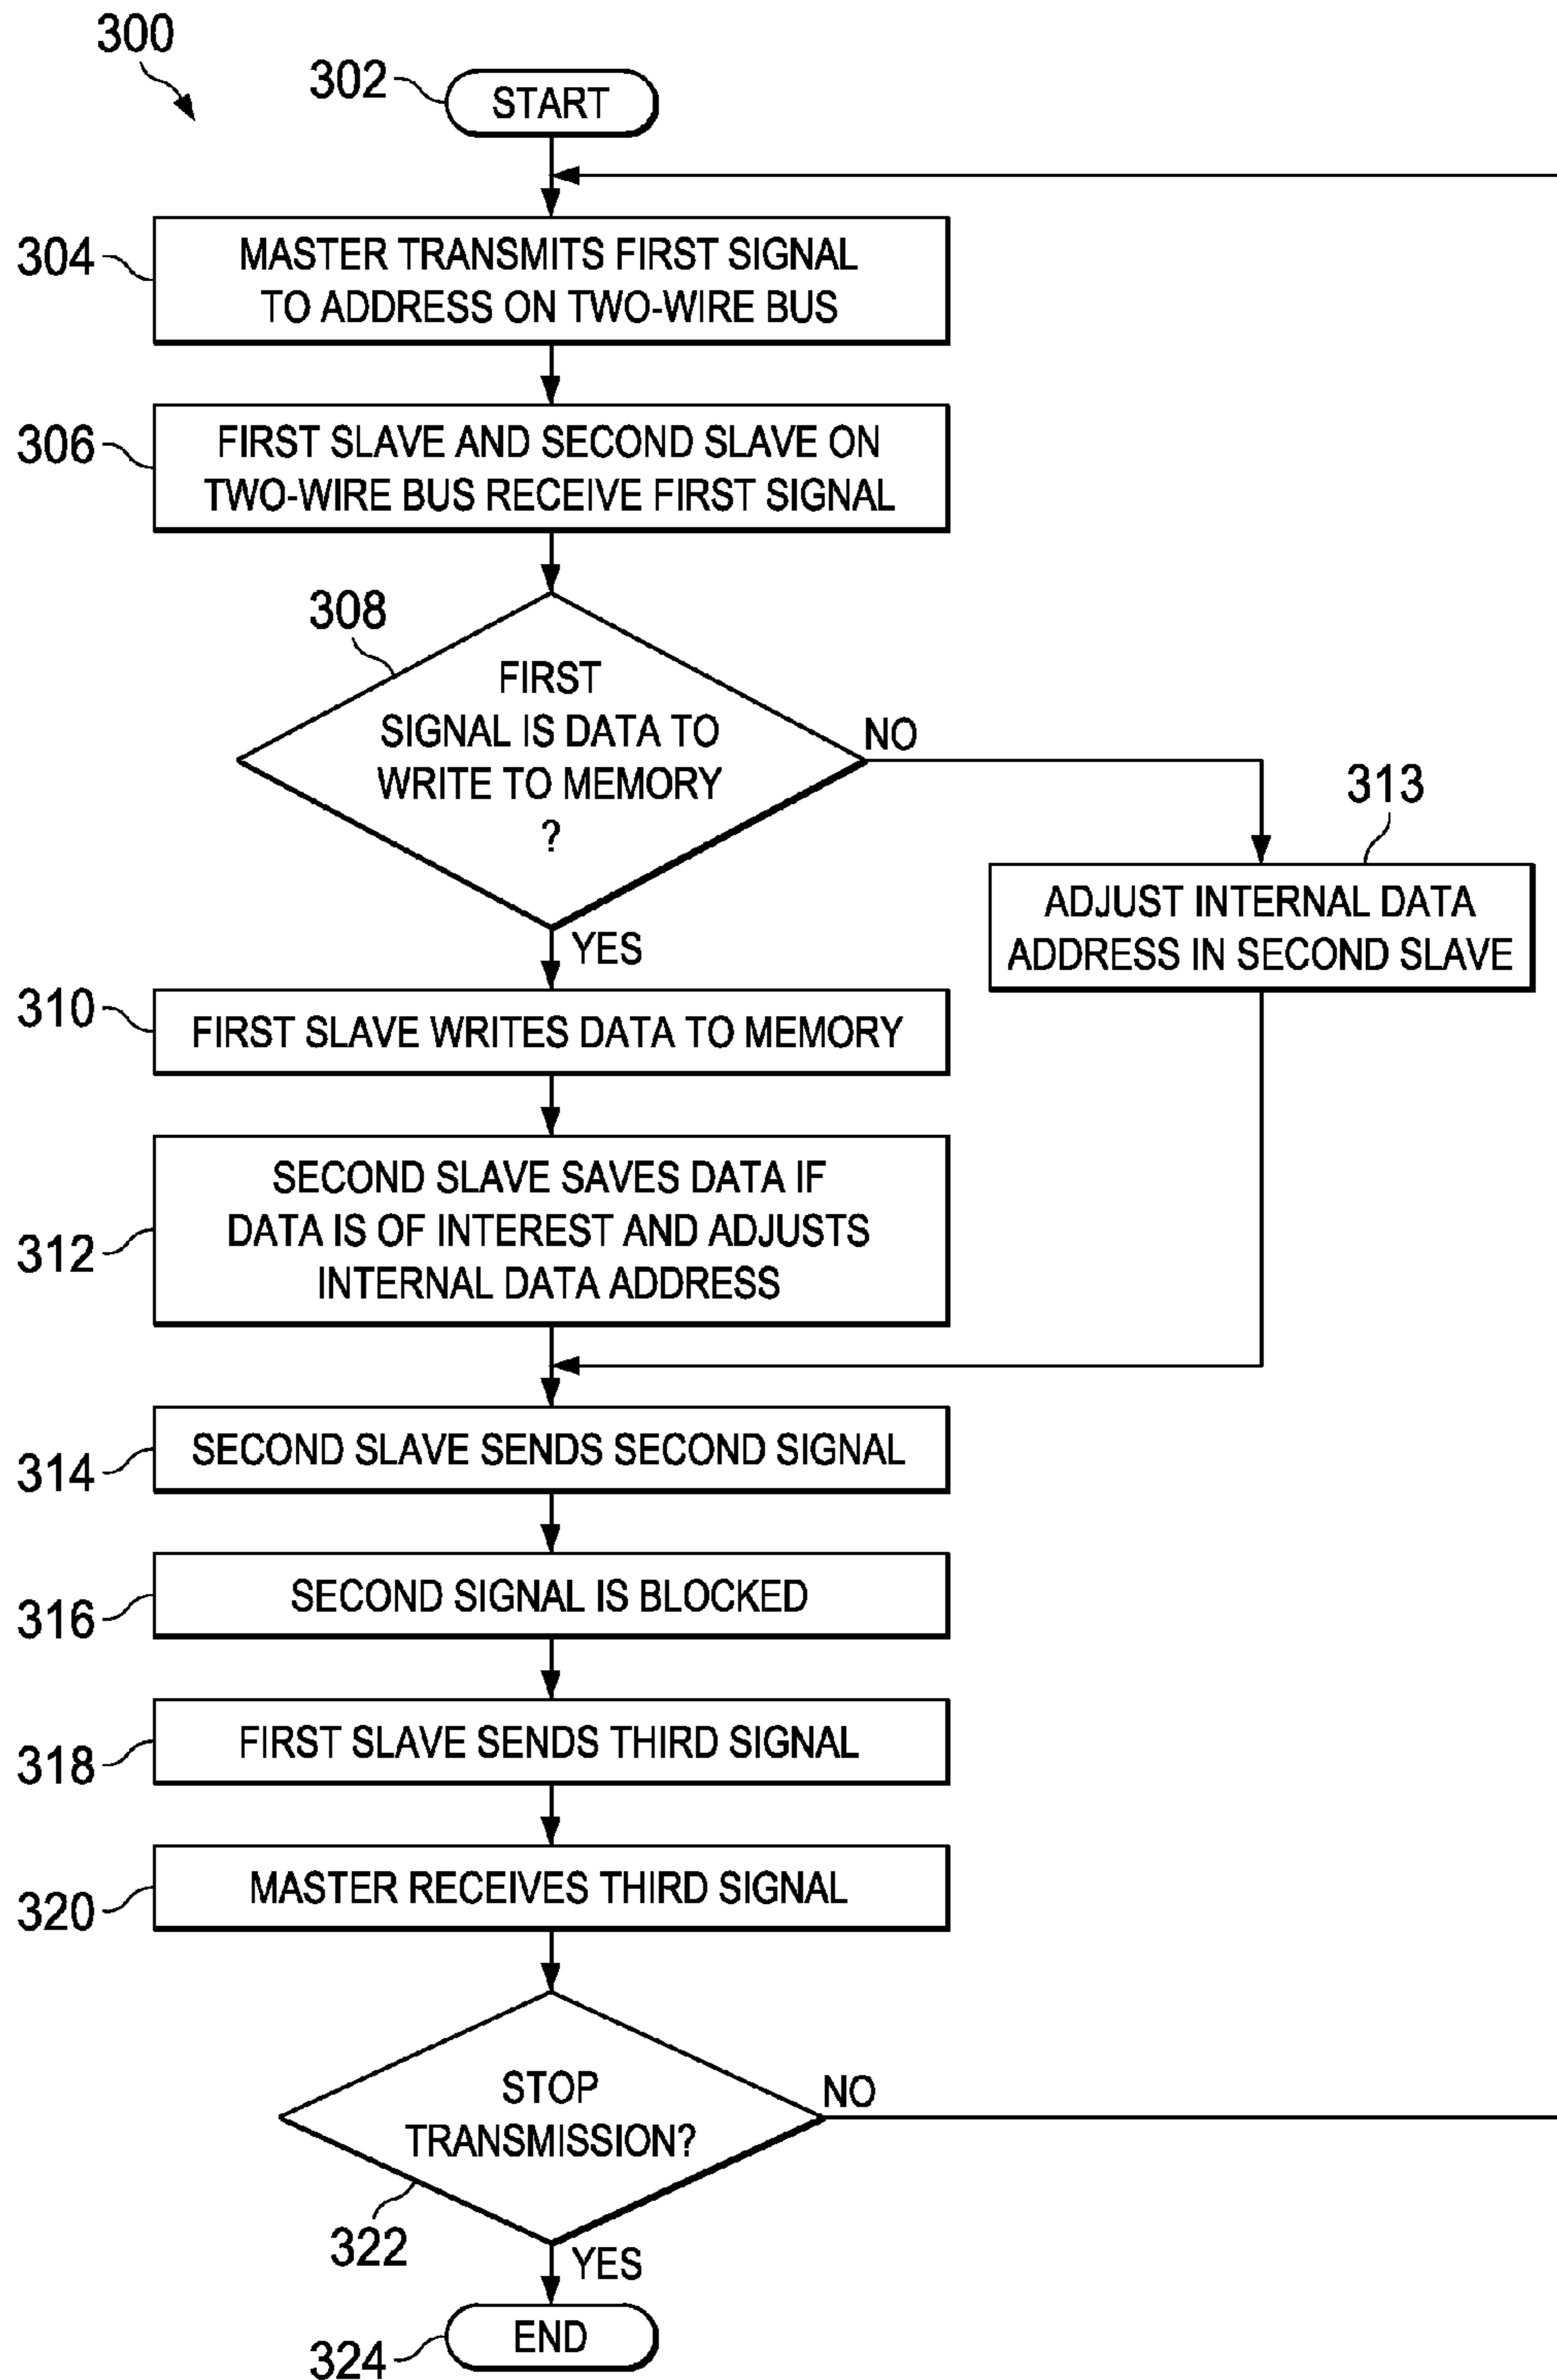 300
302
START
304
MASTER TRANSMITS FIRST SIGNAL
TO ADDRESS ON TWO-WIRE BUS
306
FIRST SLAVE AND SECOND SLAVE ON
TWO-WIRE BUS RECEIVE FIRST SIGNAL
308
FIRST
SIGNAL IS DATA TO
WRITE TO MEMORY
?
NO
313
ADJUST INTERNAL DATA
ADDRESS IN SECOND SLAVE
YES
310
FIRST SLAVE WRITES DATA TO MEMORY
312
SECOND SLAVE SAVES DATA IF
DATA IS OF INTEREST AND ADJUSTS
INTERNAL DATA ADDRESS
314
SECOND SLAVE SENDS SECOND SIGNAL
316
SECOND SIGNAL IS BLOCKED
318
FIRST SLAVE SENDS THIRD SIGNAL
320
MASTER RECEIVES THIRD SIGNAL
STOP
TRANSMISSION?
NO
322
YES
324
END